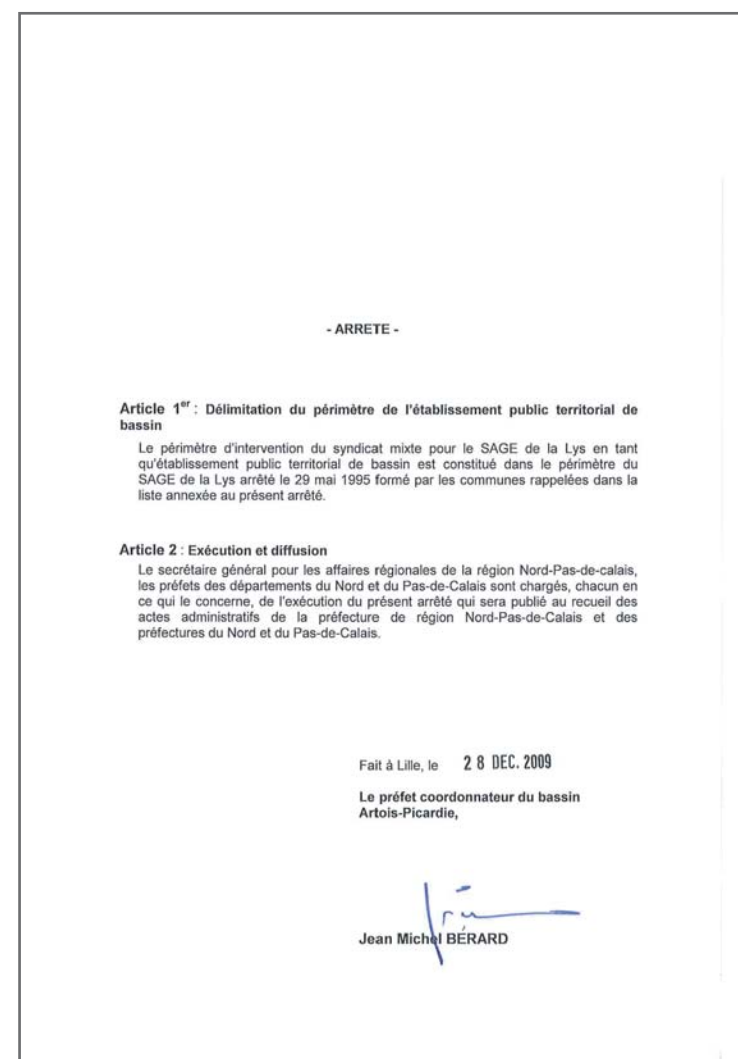 - ARRETE -
Article 1er : Délimitation du périmètre de l'établissement public territorial de
bassin
Le périmètre d'intervention du syndicat mixte pour le SAGE de la Lys en tant
qu'établissement public territorial de bassin est constitué dans le périmètre du
SAGE de la Lys arrêté le 29 mai 1995 formé par les communes rappelées dans la
liste annexée au présent arrêté.
Article 2 : Exécution et diffusion
Le secrétaire général pour les affaires régionales de la région Nord-Pas-de-calais,
les préfets des départements du Nord et du Pas-de-Calais sont chargés, chacun en
ce qui le concerne, de l'exécution du présent arrêté qui sera publié au recueil des
actes administratifs de la préfecture de région Nord-Pas-de-Calais et des
préfectures du Nord et du Pas-de-Calais.
Fait à Lille, le 28 DEC. 2009
Le préfet coordonnateur du bassin
Artois-Picardie,
Jean Michel BÉRARD